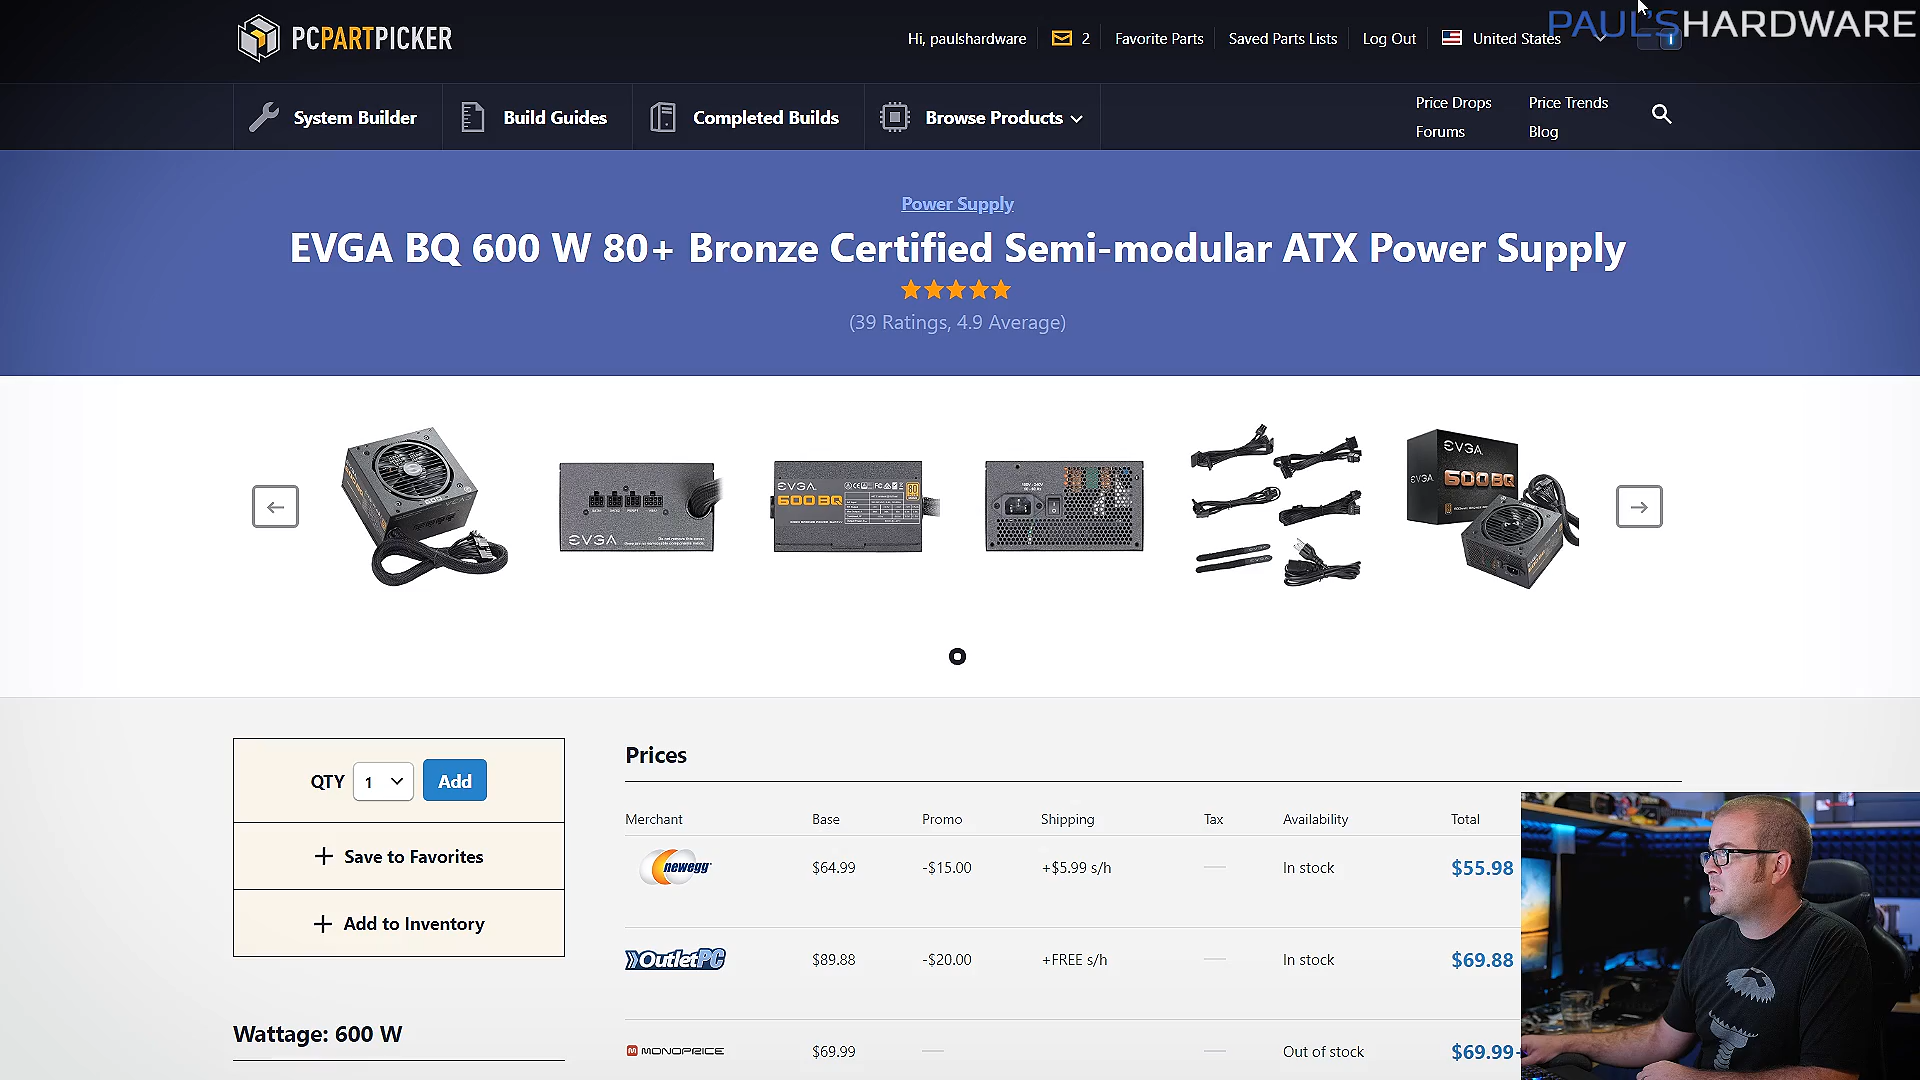 PCPARTPICKER
Hi, paulshardware
2
Favorite Parts
Saved Parts Lists
Log Out
United States
PAUL'SHARDWARE
System Builder
Build Guides
Completed Builds
Browse Products
Price Drops
Price Trends
Forums
Blog
Power Supply
EVGA BQ 600 W 80+ Bronze Certified Semi-modular ATX Power Supply
(39 Ratings, 4.9 Average)
EVGA
EVGA
600 BQ
EVGA
EVGA
600 BQ
QTY 1 Add
Save to Favorites
Add to Inventory
Wattage: 600 W
Prices
Merchant Base Promo Shipping Tax Availability Total
newegg $64.99 -$15.00 +$5.99 s/h — In stock $55.98
OutletPC $89.88 -$20.00 +FREE s/h — In stock $69.88
MONOPRICE $69.99 — — Out of stock $69.99+